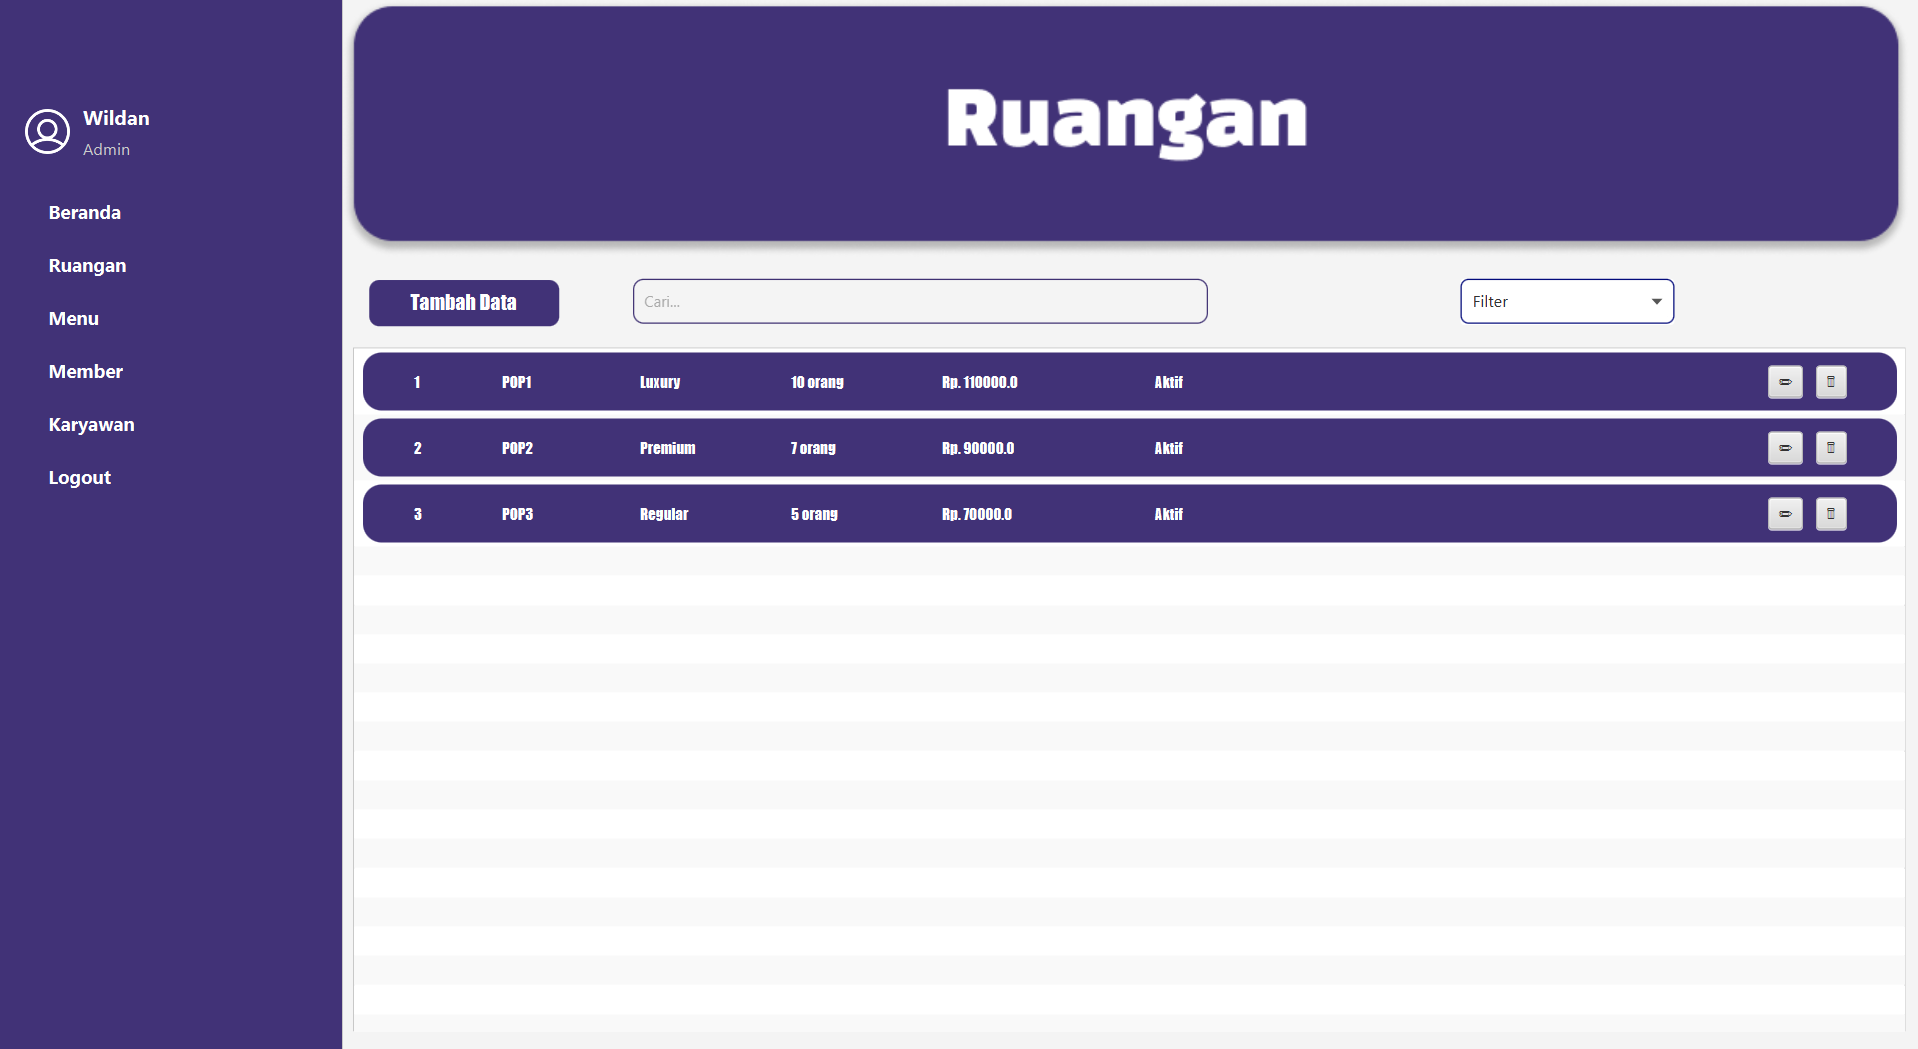 Wildan
Admin
Beranda
Ruangan
Menu
Member
Karyawan
Logout
Ruangan
Tambah Data
Cari...
Filter
1 POP1 Luxury 10 orang Rp. 110000.0 Aktif
2 POP2 Premium 7 orang Rp. 90000.0 Aktif
3 POP3 Regular 5 orang Rp. 70000.0 Aktif